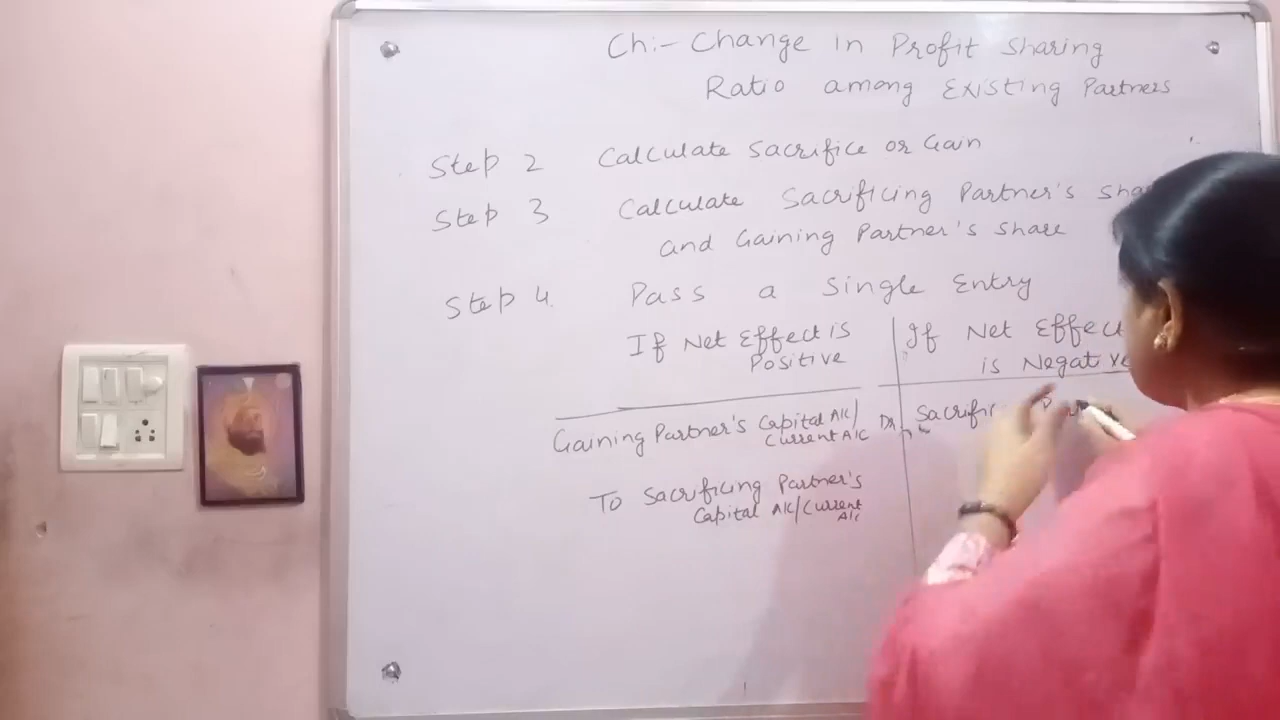 Ch:- Change in Profit Sharing
Ratio among Existing Partners
Step 2 Calculate Sacrifice or Gain
Step 3 Calculate Sacrificing Partner's
and Gaining Partner's Share
Step 4 Pass a Single Entry
If Net Effect is
Positive
Gaining Partner's Capital A/C/
Current A/C Dr
To Sacrificing Partner's
Capital A/C/Current
A/C
If Net Effect
is Negative